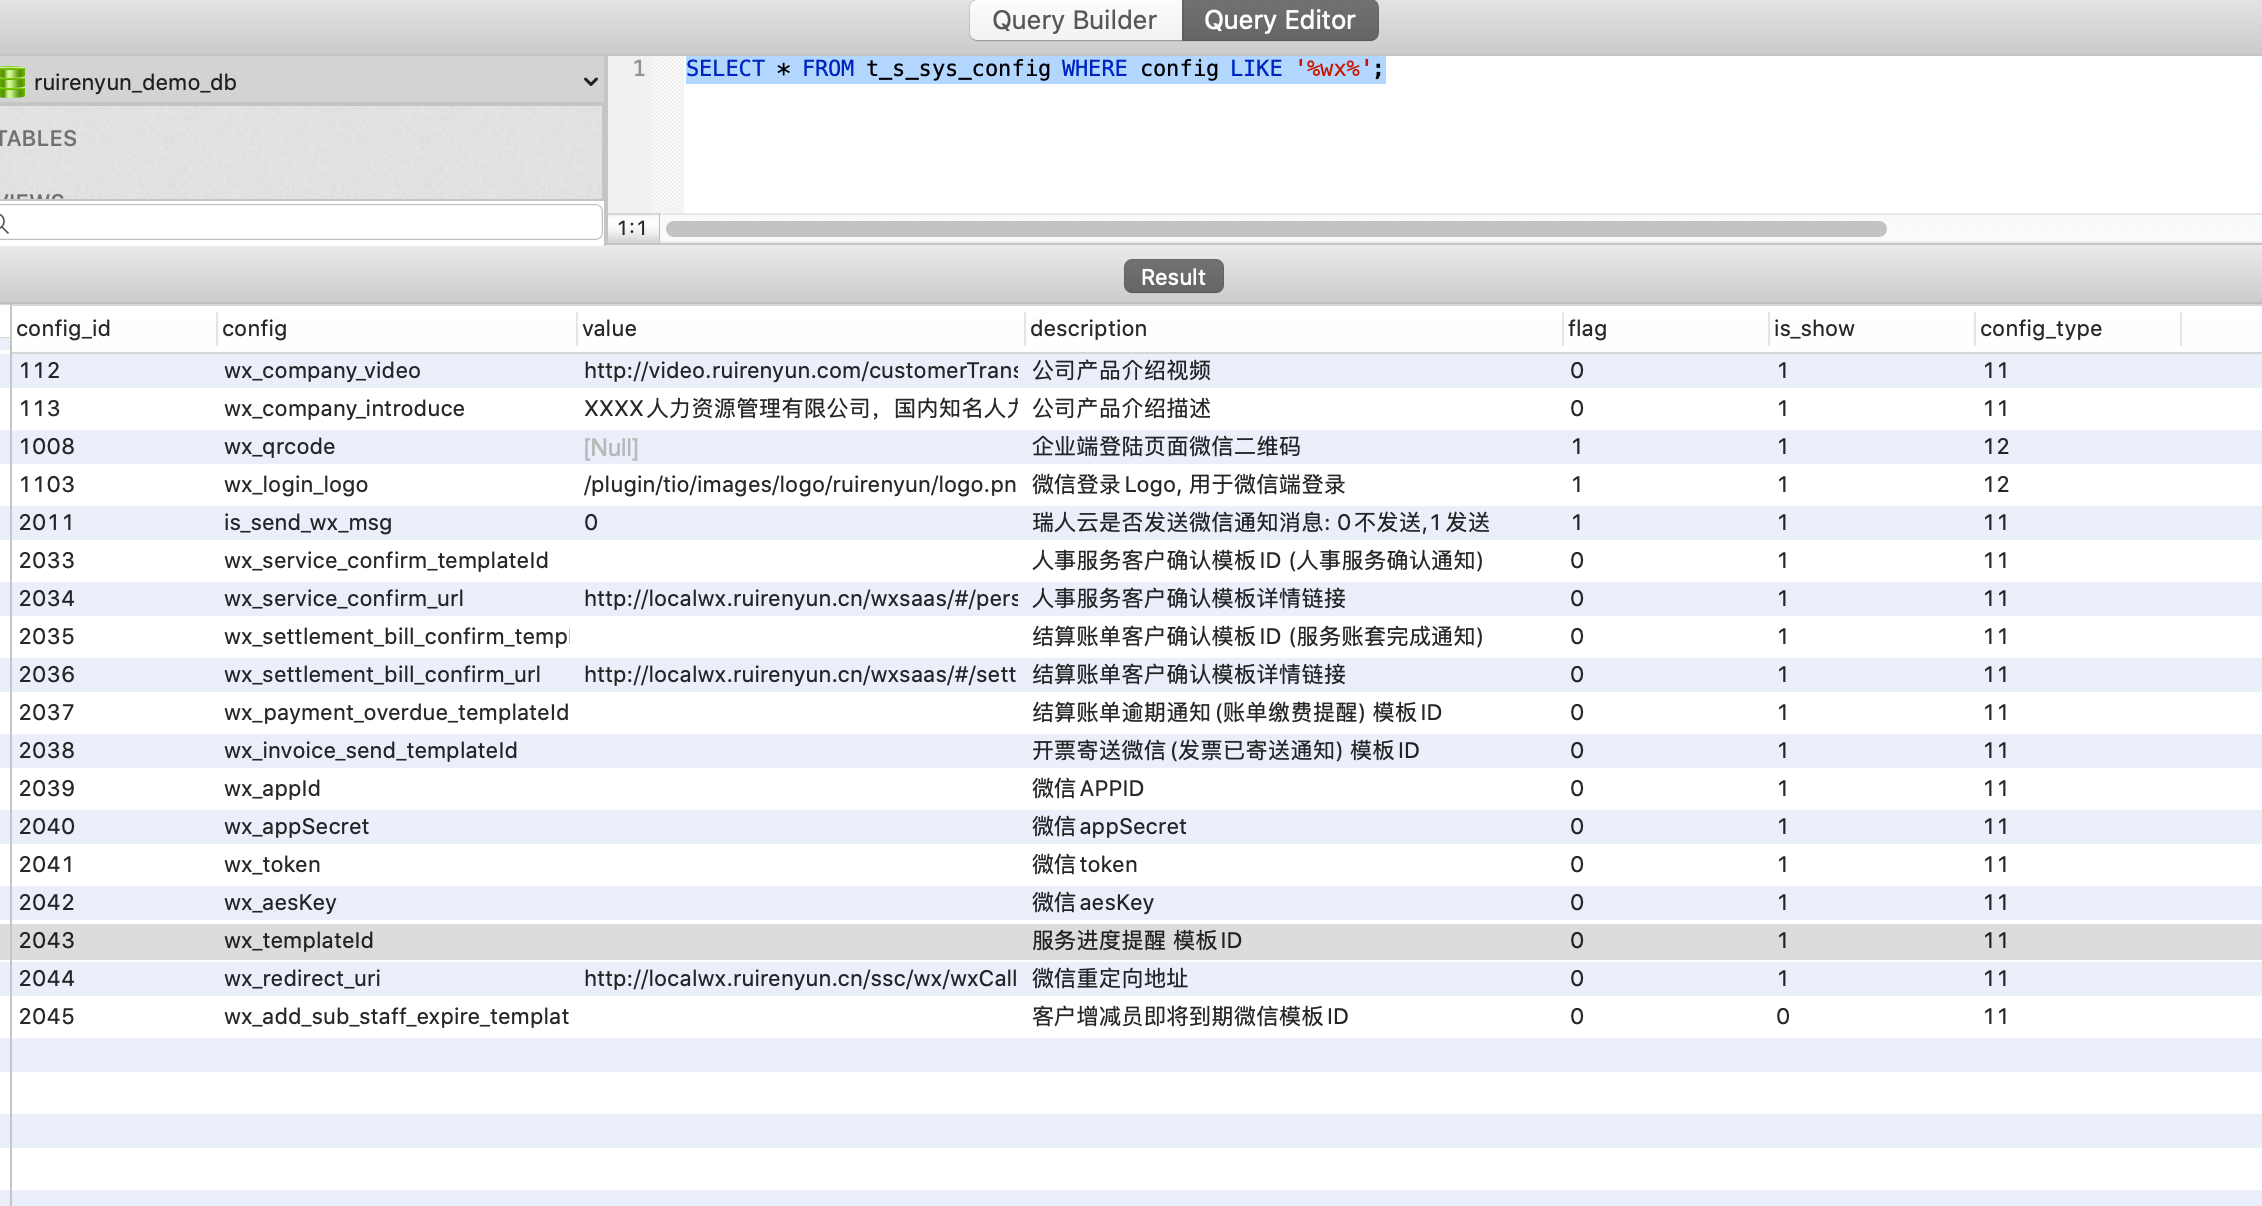 Query Builder Query Editor
ruirenyun_demo_db
1 SELECT * FROM t_s_sys_config WHERE config LIKE '%wx%';
TABLES
VIEWS
1:1
Result
config_id config value description flag is_show config_type
112 wx_company_video http://video.ruirenyun.com/customerTrans 公司产品介绍视频 0 1 11
113 wx_company_introduce XXXX人力资源管理有限公司，国内知名人力 公司产品介绍描述 0 1 11
1008 wx_qrcode [Null] 企业端登陆页面微信二维码 1 1 12
1103 wx_login_logo /plugin/tio/images/logo/ruirenyun/logo.pn 微信登录Logo, 用于微信端登录 1 1 12
2011 is_send_wx_msg 0 瑞人云是否发送微信通知消息: 0不发送,1发送 1 1 11
2033 wx_service_confirm_templateId 人事服务客户确认模板ID (人事服务确认通知) 0 1 11
2034 wx_service_confirm_url http://localwx.ruirenyun.cn/wxsaas/#/pers 人事服务客户确认模板详情链接 0 1 11
2035 wx_settlement_bill_confirm_templ 结算账单客户确认模板ID (服务账套完成通知) 0 1 11
2036 wx_settlement_bill_confirm_url http://localwx.ruirenyun.cn/wxsaas/#/sett 结算账单客户确认模板详情链接 0 1 11
2037 wx_payment_overdue_templateId 结算账单逾期通知(账单缴费提醒) 模板ID 0 1 11
2038 wx_invoice_send_templateId 开票寄送微信(发票已寄送通知) 模板ID 0 1 11
2039 wx_appId 微信APPID 0 1 11
2040 wx_appSecret 微信appSecret 0 1 11
2041 wx_token 微信token 0 1 11
2042 wx_aesKey 微信aesKey 0 1 11
2043 wx_templateId 服务进度提醒 模板ID 0 1 11
2044 wx_redirect_uri http://localwx.ruirenyun.cn/ssc/wx/wxCall 微信重定向地址 0 1 11
2045 wx_add_sub_staff_expire_templat 客户增减员即将到期微信模板ID 0 0 11